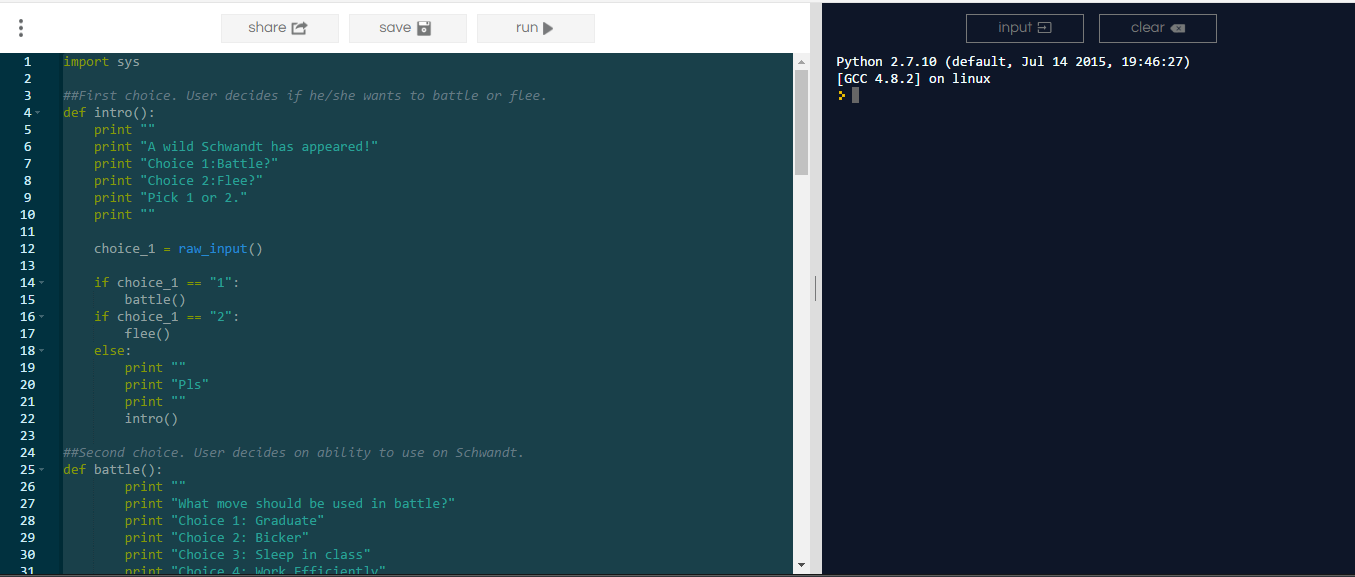 share save run
1 import sys
2
3 ##First choice. User decides if he/she wants to battle or flee.
4 def intro():
5     print ""
6     print "A wild Schwandt has appeared!"
7     print "Choice 1:Battle?"
8     print "Choice 2:Flee?"
9     print "Pick 1 or 2."
10     print ""
11
12     choice_1 = raw_input()
13
14     if choice_1 == "1":
15         battle()
16     if choice_1 == "2":
17         flee()
18     else:
19         print ""
20         print "Pls"
21         print ""
22         intro()
23
24 ##Second choice. User decides on ability to use on Schwandt.
25 def battle():
26         print ""
27         print "What move should be used in battle?"
28         print "Choice 1: Graduate"
29         print "Choice 2: Bicker"
30         print "Choice 3: Sleep in class"
31         print "Choice 4: Work Efficiently"
input clear
Python 2.7.10 (default, Jul 14 2015, 19:46:27)
[GCC 4.8.2] on linux